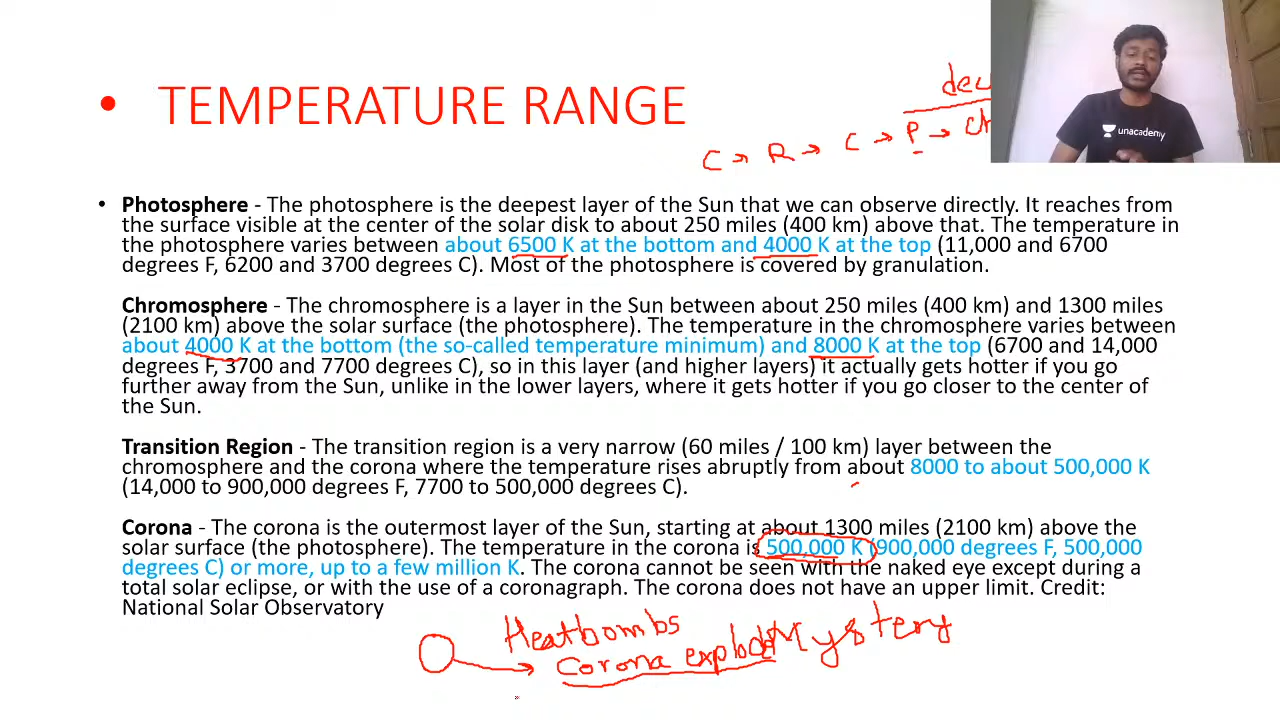 • TEMPERATURE RANGE
C → R → C → P →
unacademy
• Photosphere - The photosphere is the deepest layer of the Sun that we can observe directly. It reaches from
the surface visible at the center of the solar disk to about 250 miles (400 km) above that. The temperature in
the photosphere varies between about 6500 K at the bottom and 4000 K at the top (11,000 and 6700
degrees F, 6200 and 3700 degrees C). Most of the photosphere is covered by granulation.
Chromosphere - The chromosphere is a layer in the Sun between about 250 miles (400 km) and 1300 miles
(2100 km) above the solar surface (the photosphere). The temperature in the chromosphere varies between
about 4000 K at the bottom (the so-called temperature minimum) and 8000 K at the top (6700 and 14,000
degrees F, 3700 and 7700 degrees C), so in this layer (and higher layers) it actually gets hotter if you go
further away from the Sun, unlike in the lower layers, where it gets hotter if you go closer to the center of
the Sun.
Transition Region - The transition region is a very narrow (60 miles / 100 km) layer between the
chromosphere and the corona where the temperature rises abruptly from about 8000 to about 500,000 K
(14,000 to 900,000 degrees F, 7700 to 500,000 degrees C).
Corona - The corona is the outermost layer of the Sun, starting at about 1300 miles (2100 km) above the
solar surface (the photosphere). The temperature in the corona is 500,000 K (900,000 degrees F, 500,000
degrees C) or more, up to a few million K. The corona cannot be seen with the naked eye except during a
total solar eclipse, or with the use of a coronagraph. The corona does not have an upper limit. Credit:
National Solar Observatory
Heatbombs Mystery
Corona